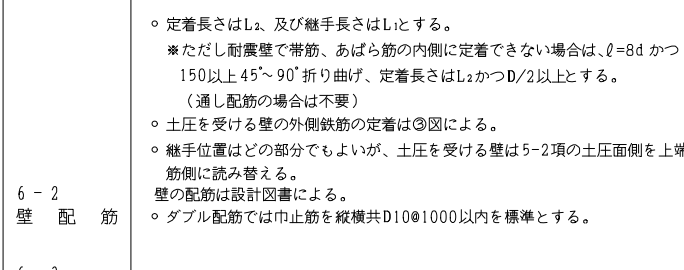 ◦ 定着長さはL₂、及び継手長さはL₁とする。
※ただし耐震壁で帯筋、あばら筋の内側に定着できない場合は、ℓ=8d かつ
150以上 45°~90°折り曲げ、定着長さはL₂かつD/2以上とする。
（通し配筋の場合は不要）
◦ 土圧を受ける壁の外側鉄筋の定着は③図による。
◦ 継手位置はどの部分でもよいが、土圧を受ける壁は5-2項の土圧面側を上端
筋側に読み替える。
6 - 2
壁の配筋は設計図書による。
壁 配 筋
◦ ダブル配筋では巾止筋を縦横共D10@1000以内を標準とする。